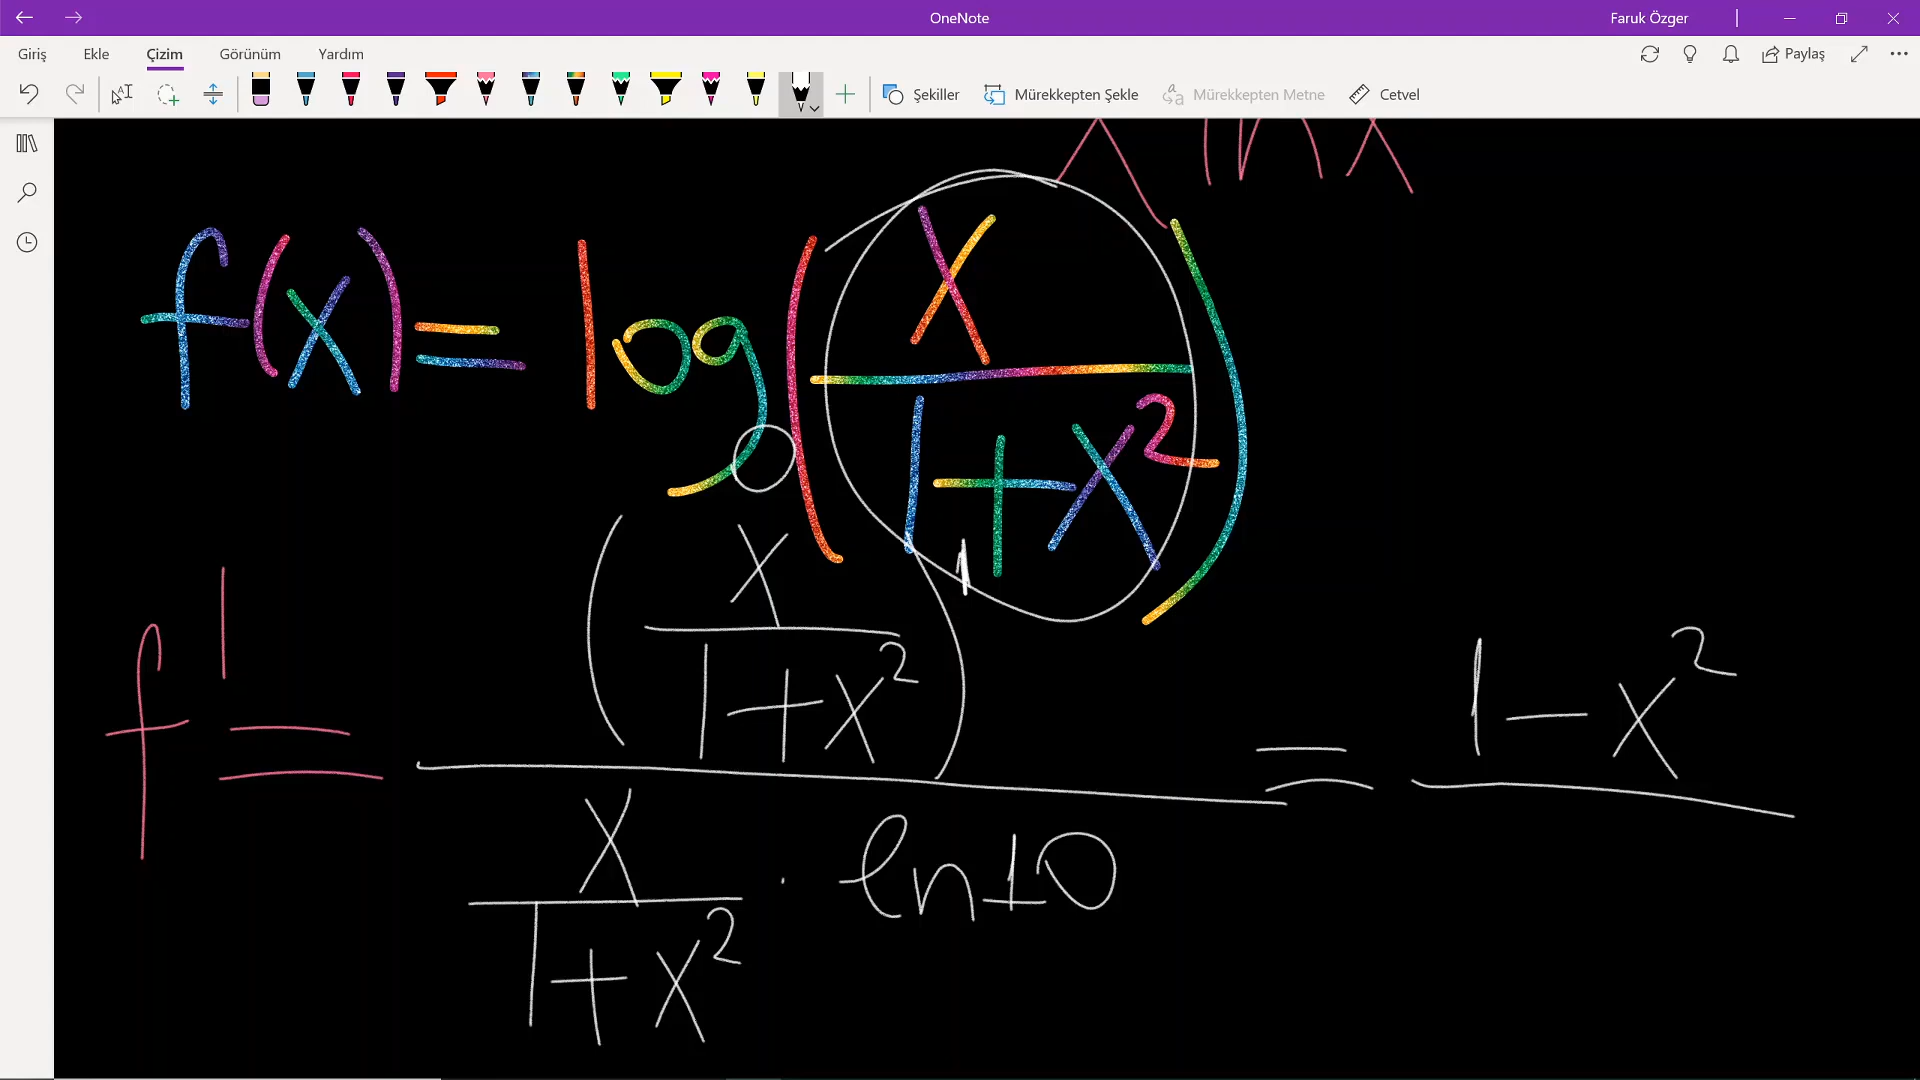 OneNote
Faruk Özger
Giriş Ekle Çizim Görünüm Yardım
Paylaş
Şekiller Mürekkepten Şekle Mürekkepten Metne Cetvel
f(x) = log(x/(1+x²))
f' = (x/(1+x²))' / (x/(1+x²) · ln10) = 1-x²